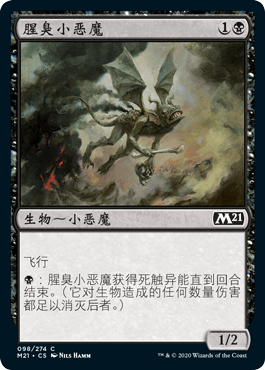 腥臭小恶魔 1
生物～小恶魔 M21
飞行
：腥臭小恶魔获得死触异能直到回合
结束。（它对生物造成的任何数量伤害
都足以消灭后者。）
1/2
098/274 C
M21 • CS NILS HAMM ™ & © 2020 Wizards of the Coast